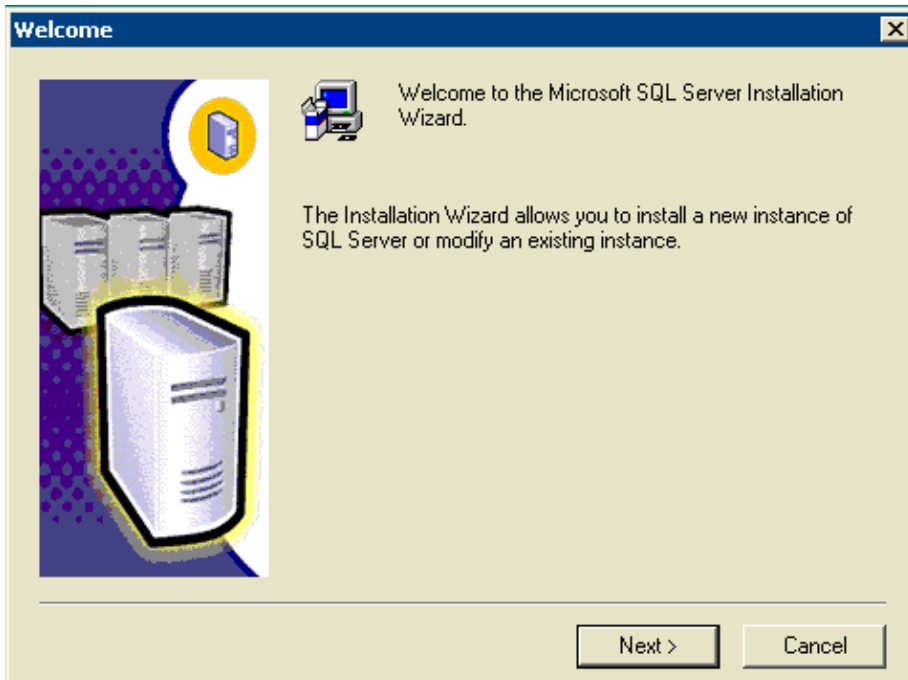 Welcome
Welcome to the Microsoft SQL Server Installation
Wizard.
The Installation Wizard allows you to install a new instance of
SQL Server or modify an existing instance.
Next >
Cancel